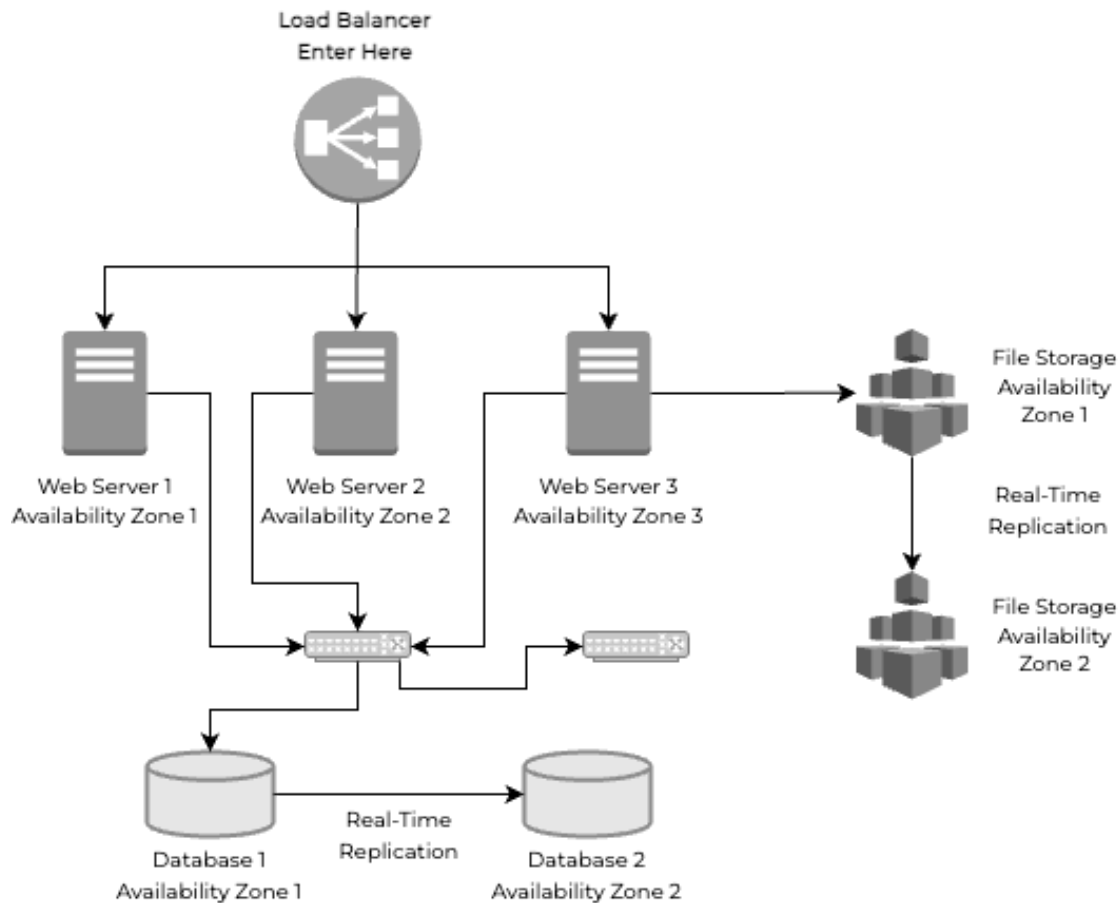 Load Balancer
Enter Here
Web Server 1
Availability Zone 1
Web Server 2
Availability Zone 2
Web Server 3
Availability Zone 3
File Storage
Availability
Zone 1
Real-Time
Replication
File Storage
Availability
Zone 2
Real-Time
Replication
Database 1
Availability Zone 1
Database 2
Availability Zone 2